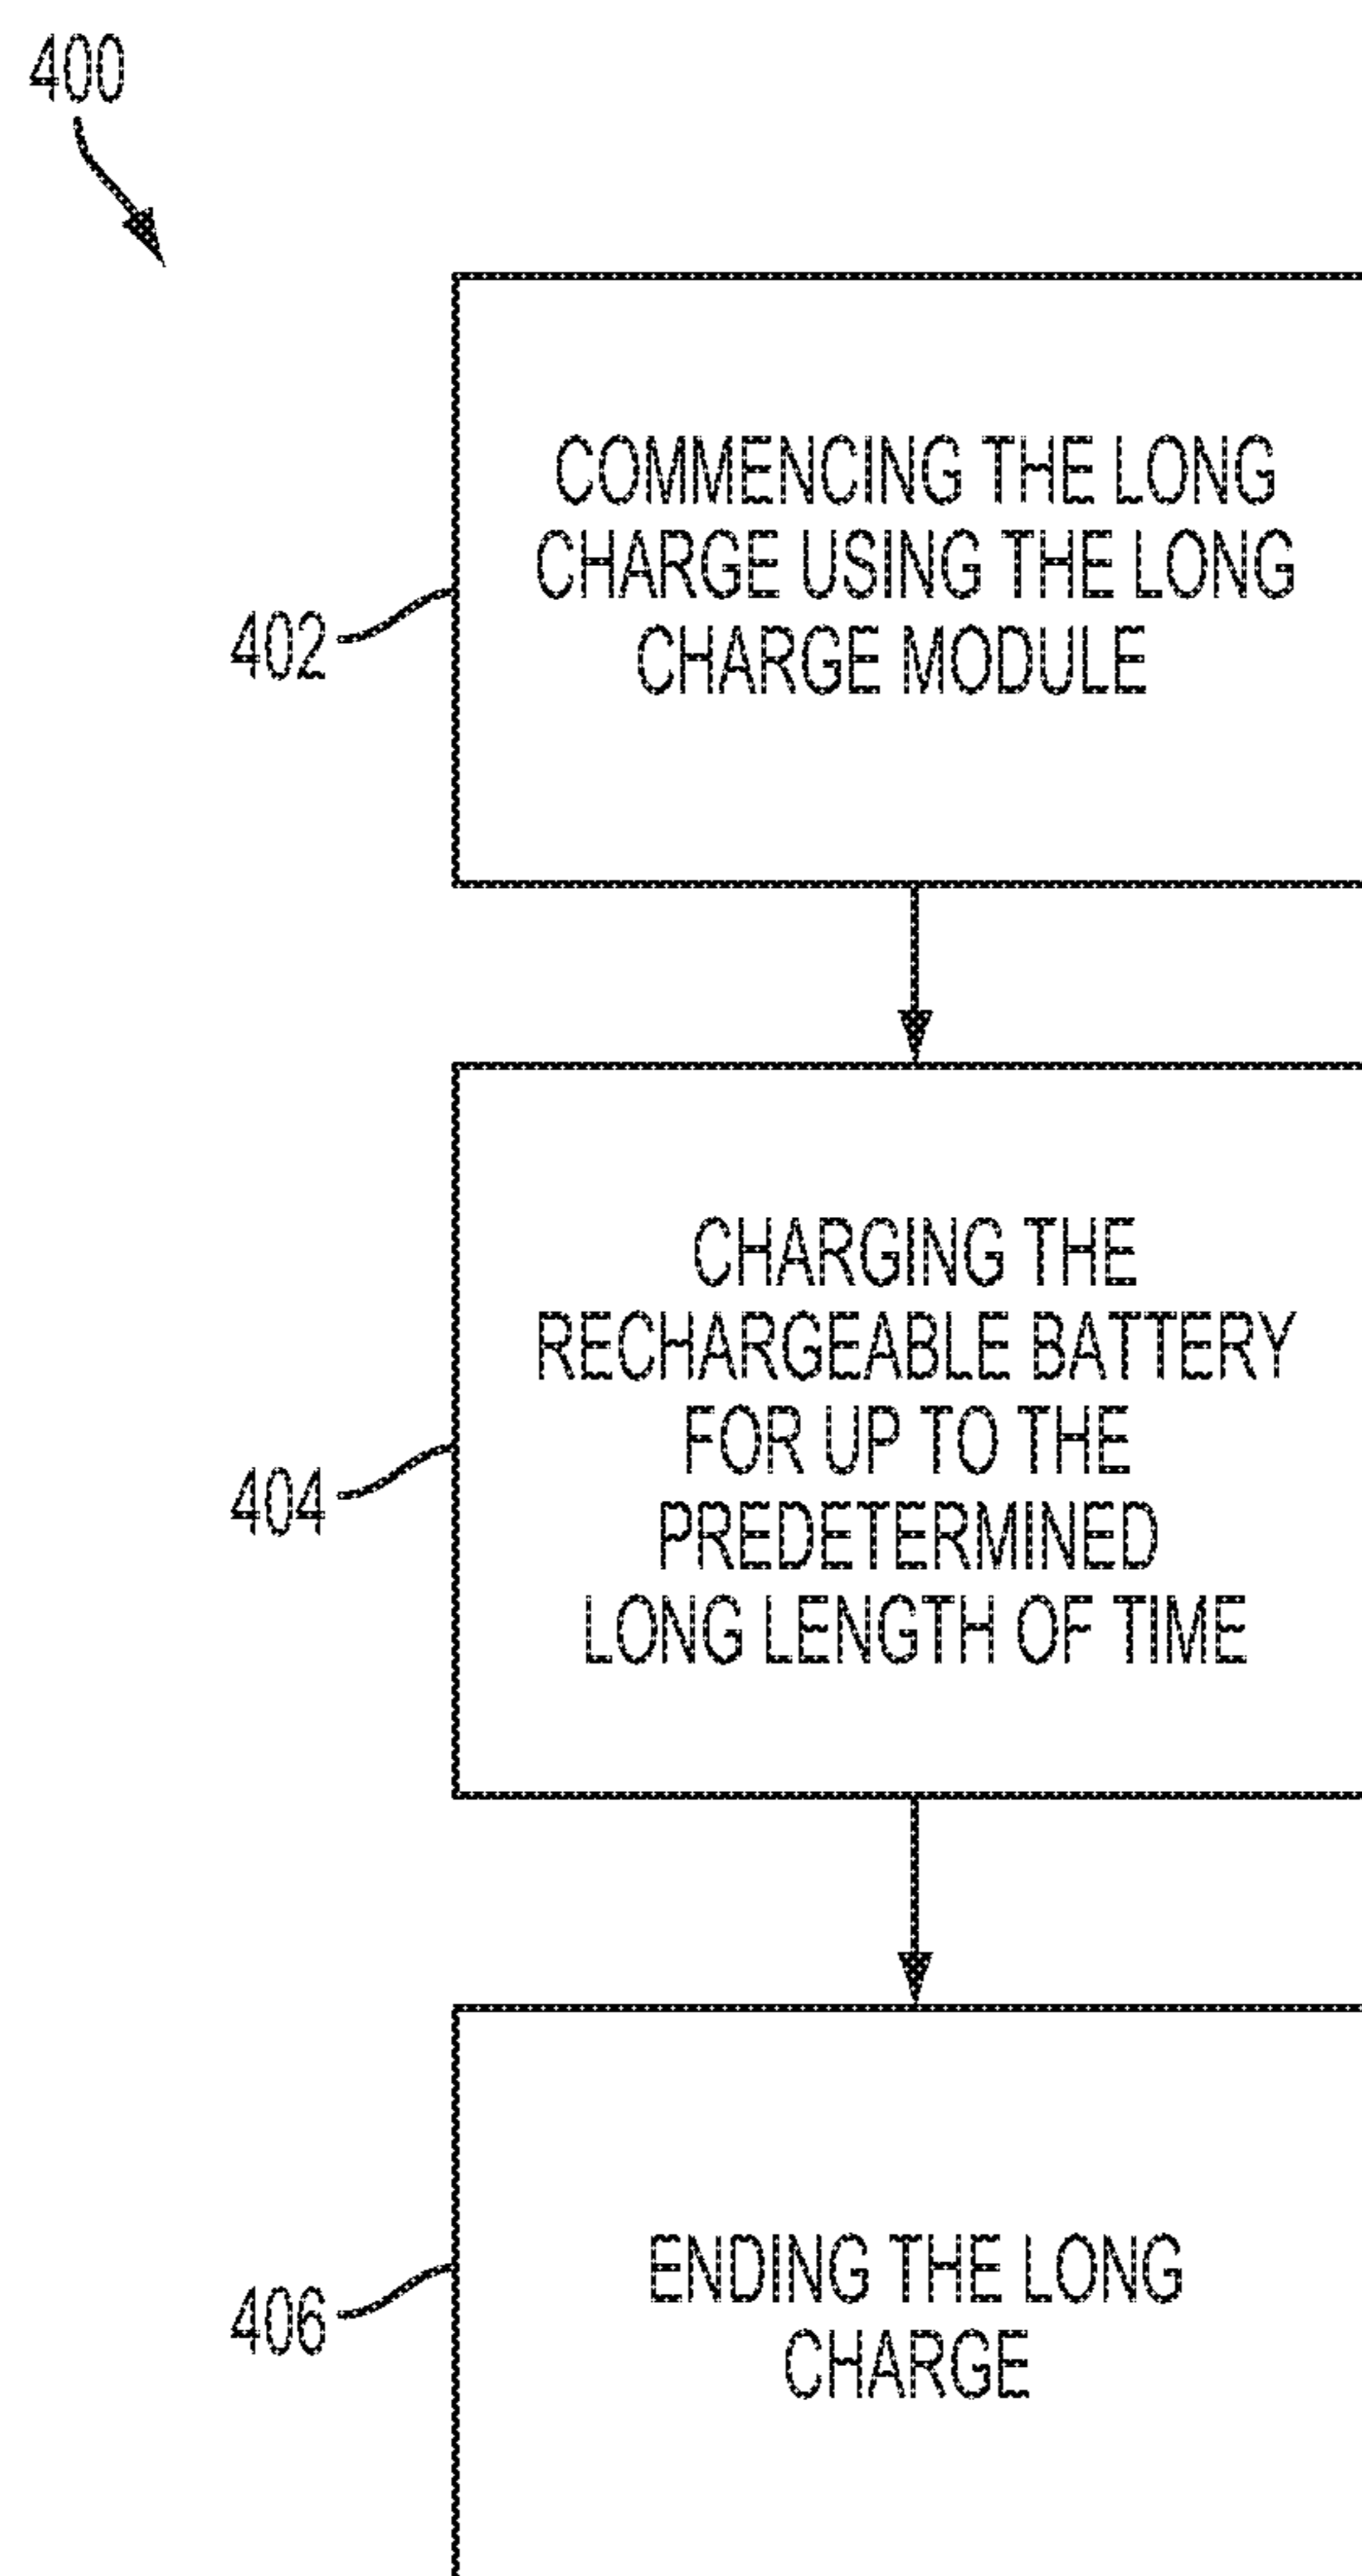 400
COMMENCING THE LONG
CHARGE USING THE LONG
CHARGE MODULE
402
CHARGING THE
RECHARGEABLE BATTERY
FOR UP TO THE
PREDETERMINED
LONG LENGTH OF TIME
404
ENDING THE LONG
CHARGE
406